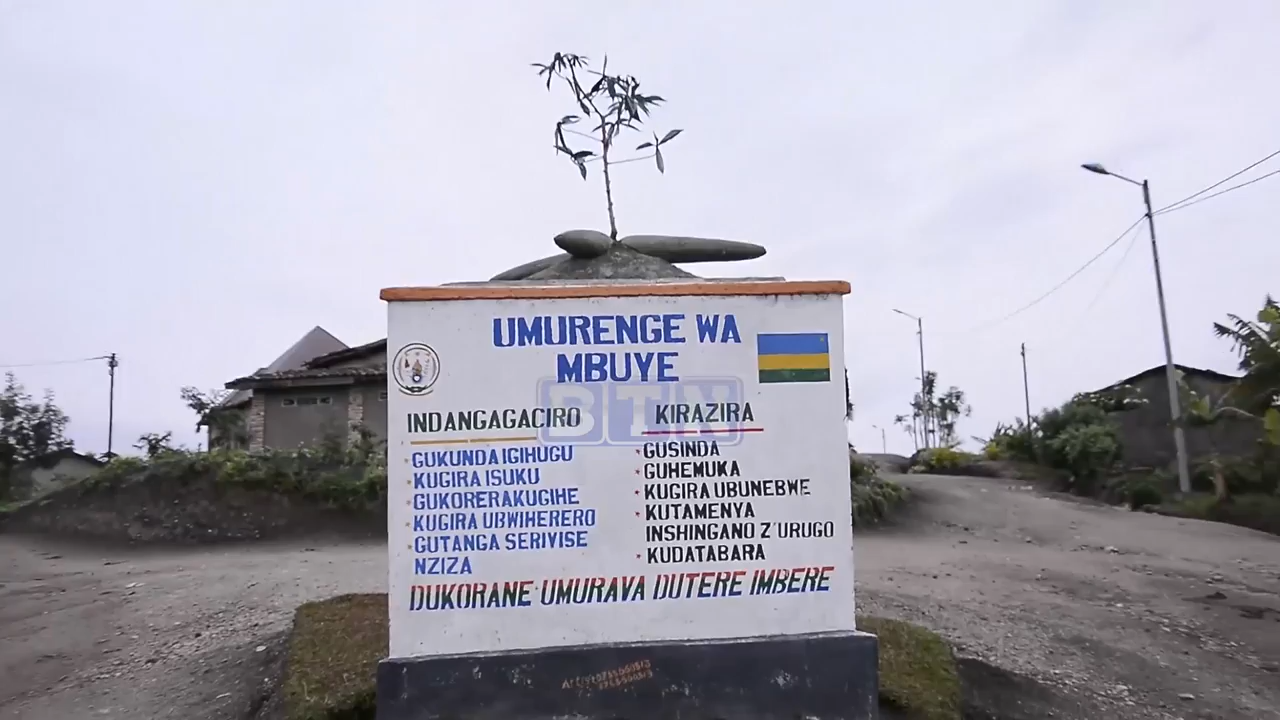 UMURENGE WA
MBUYE
BTN
INDANGAGACIRO
GUKUNDA IGIHUGU
KUGIRA ISUKU
GUKORERAKUGIHE
KUGIRA UBWIHERERO
GUTANGA SERIVISE
NZIZA
KIRAZIRA
GUSINDA
GUHEMUKA
KUGIRA UBUNEBWE
KUTAMENYA
INSHINGANO Z'URUGO
KUDATABARA
DUKORANE UMURAVA DUTERE IMBERE